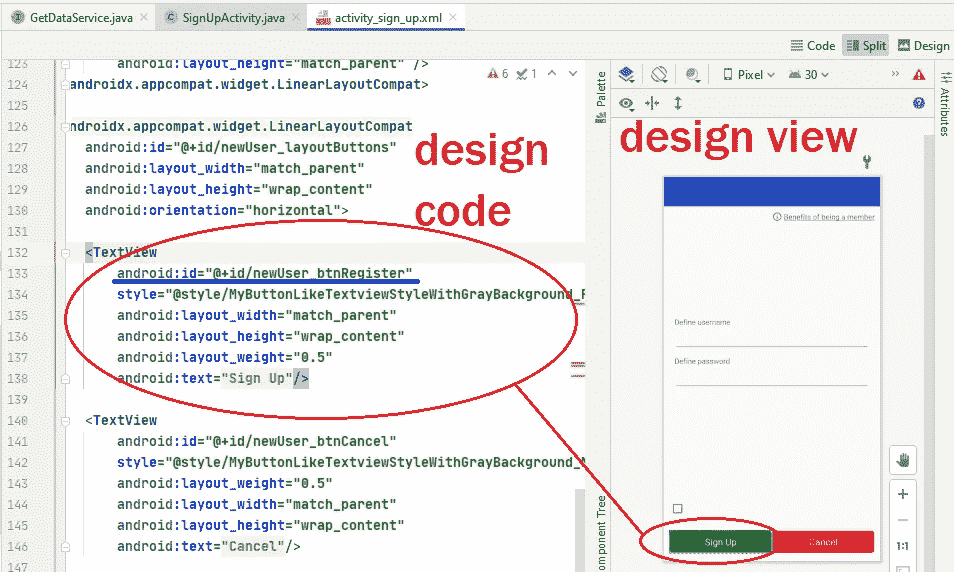 GetDataService.java
SignUpActivity.java
activity_sign_up.xml
Code
Split
Design
123 android:layout_height="match_parent" />
124 androidx.appcompat.widget.LinearLayoutCompat>
125
126 ndroidx.appcompat.widget.LinearLayoutCompat
127 android:id="@+id/newUser_layoutButtons"
128 android:layout_width="match_parent"
129 android:layout_height="wrap_content"
130 android:orientation="horizontal">
131
132 <TextView
133 android:id="@+id/newUser_btnRegister"
134 style="@style/MyButtonLikeTextviewStyleWithGrayBackground_
135 android:layout_width="match_parent"
136 android:layout_height="wrap_content"
137 android:layout_weight="0.5"
138 android:text="Sign Up"/>
139
140 <TextView
141 android:id="@+id/newUser_btnCancel"
142 style="@style/MyButtonLikeTextviewStyleWithGrayBackground_
143 android:layout_weight="0.5"
144 android:layout_width="match_parent"
145 android:layout_height="wrap_content"
146 android:text="Cancel"/>
147
6
1
design
code
Palette
Component Tree
Pixel
30
Attributes
design view
Benefits of being a member
Define username
Define password
Sign Up
Cancel
1:1